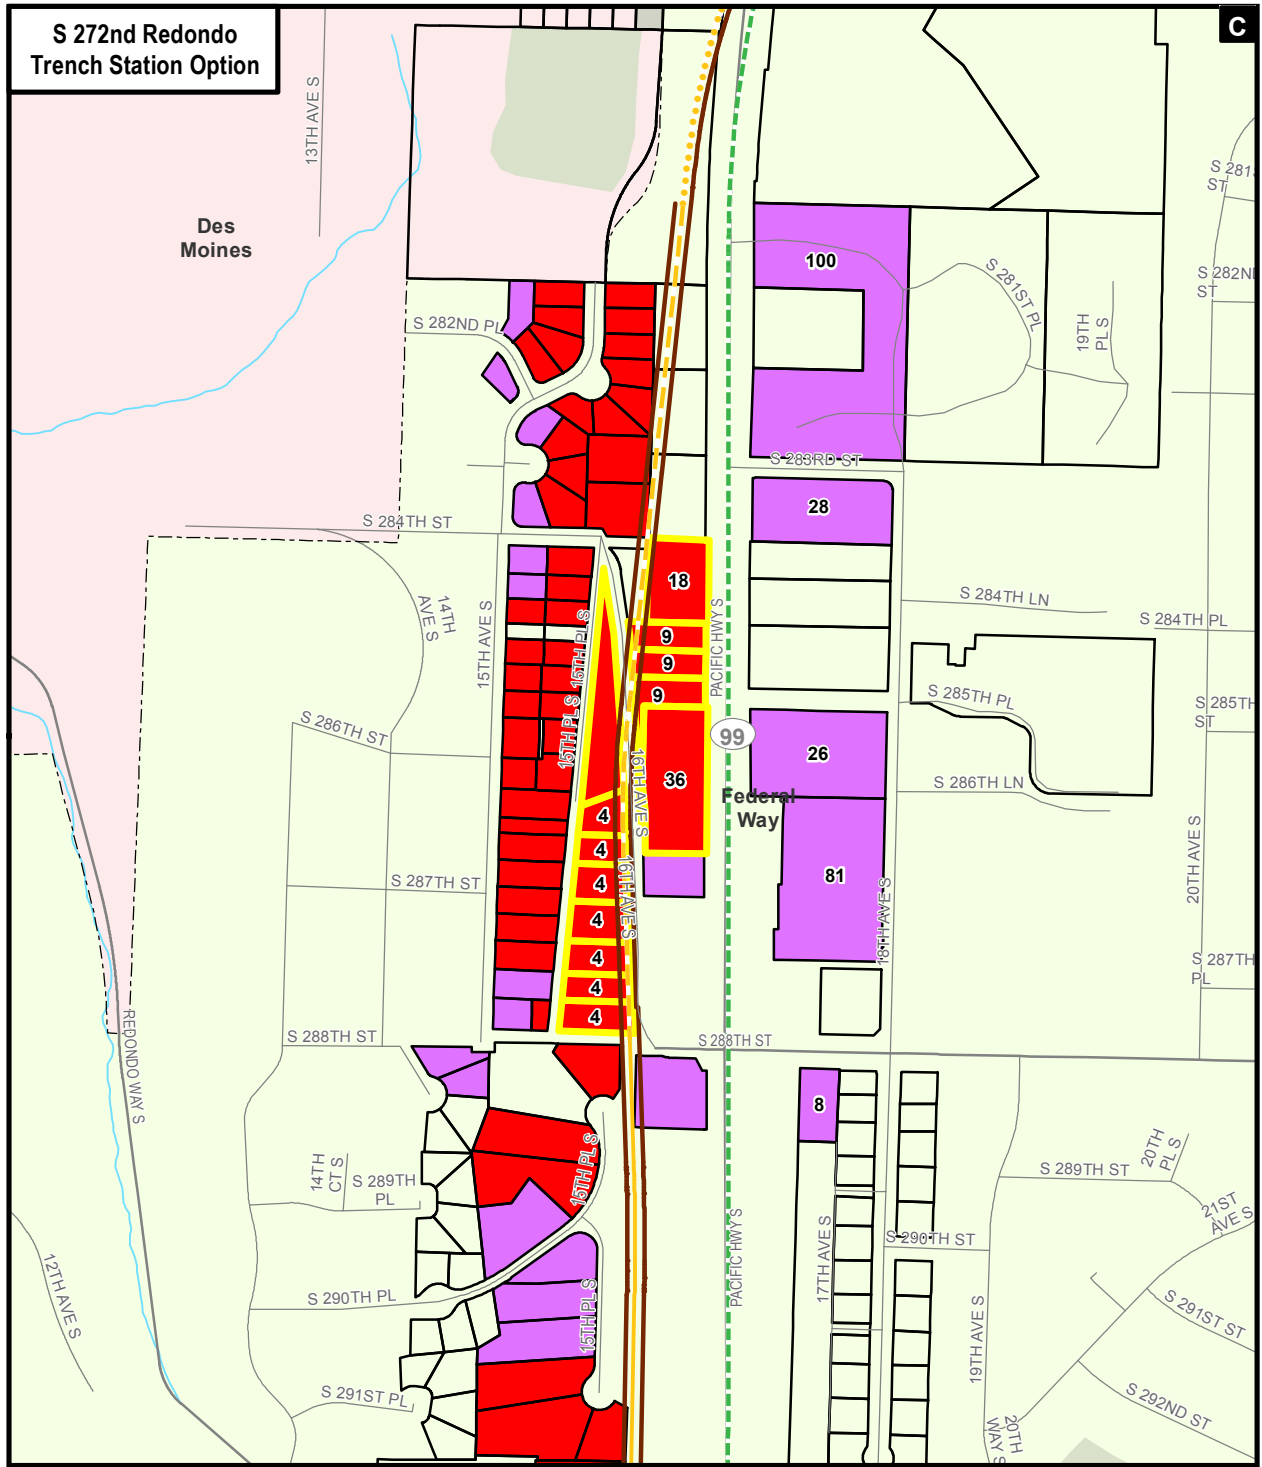 S 272nd Redondo
Trench Station Option
C
13TH AVE S
Des
Moines
S 281
ST
S 282ND
ST
100
S 281ST PL
19TH
PL S
S 282ND PL
S 283RD ST
28
S 284TH ST
18
14TH
AVE S
15TH AVE S
15TH PL S
15TH PL S
9
9
9
PACIFIC HWY S
S 284TH LN
S 284TH PL
S 285TH PL
S 285TH
ST
S 286TH ST
99
26
36
16TH AVE S
Federal
Way
S 286TH LN
4
4
4
4
4
4
4
16TH AVE S
81
18TH AVE S
20TH AVE S
S 287TH ST
S 287TH
PL
REDONDO WAY S
S 288TH ST
S 288TH ST
8
15TH PL S
14TH
CT S
S 289TH
PL
S 289TH ST
20TH
PL S
21ST
AVE S
12TH AVE S
S 290TH PL
15TH PL S
PACIFIC HWY S
17TH AVE S
S 290TH ST
19TH AVE S
S 291ST ST
S 291ST PL
S 292ND ST
20TH
WAY S